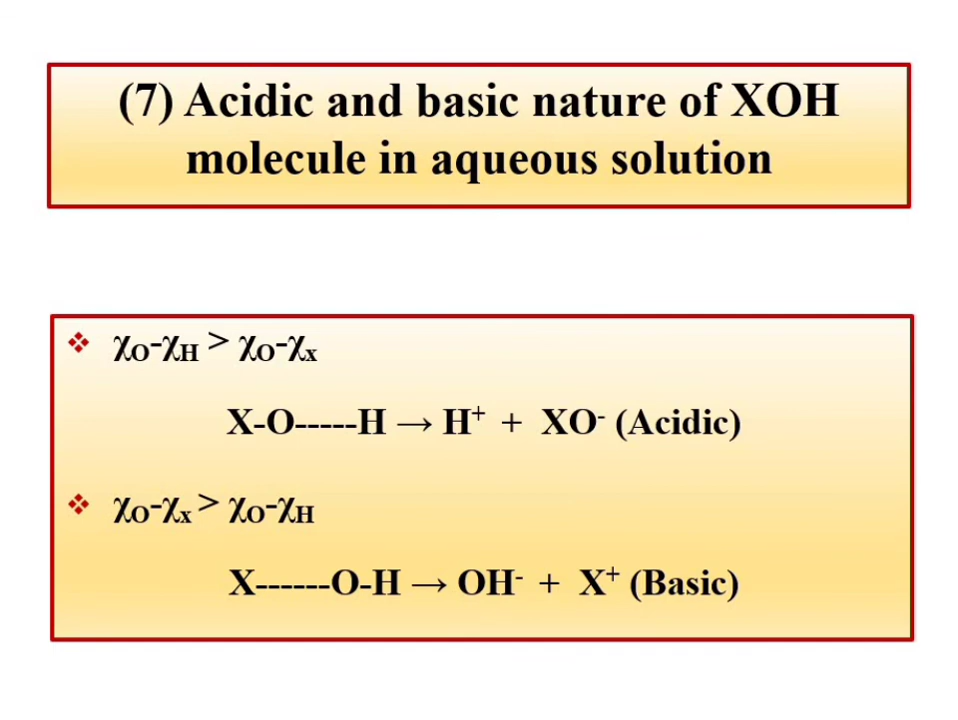 (7) Acidic and basic nature of XOH
molecule in aqueous solution
❖ χO-χH > χO-χx
X-O-----H → H⁺ + XO⁻ (Acidic)
❖ χO-χx > χO-χH
X------O-H → OH⁻ + X⁺ (Basic)